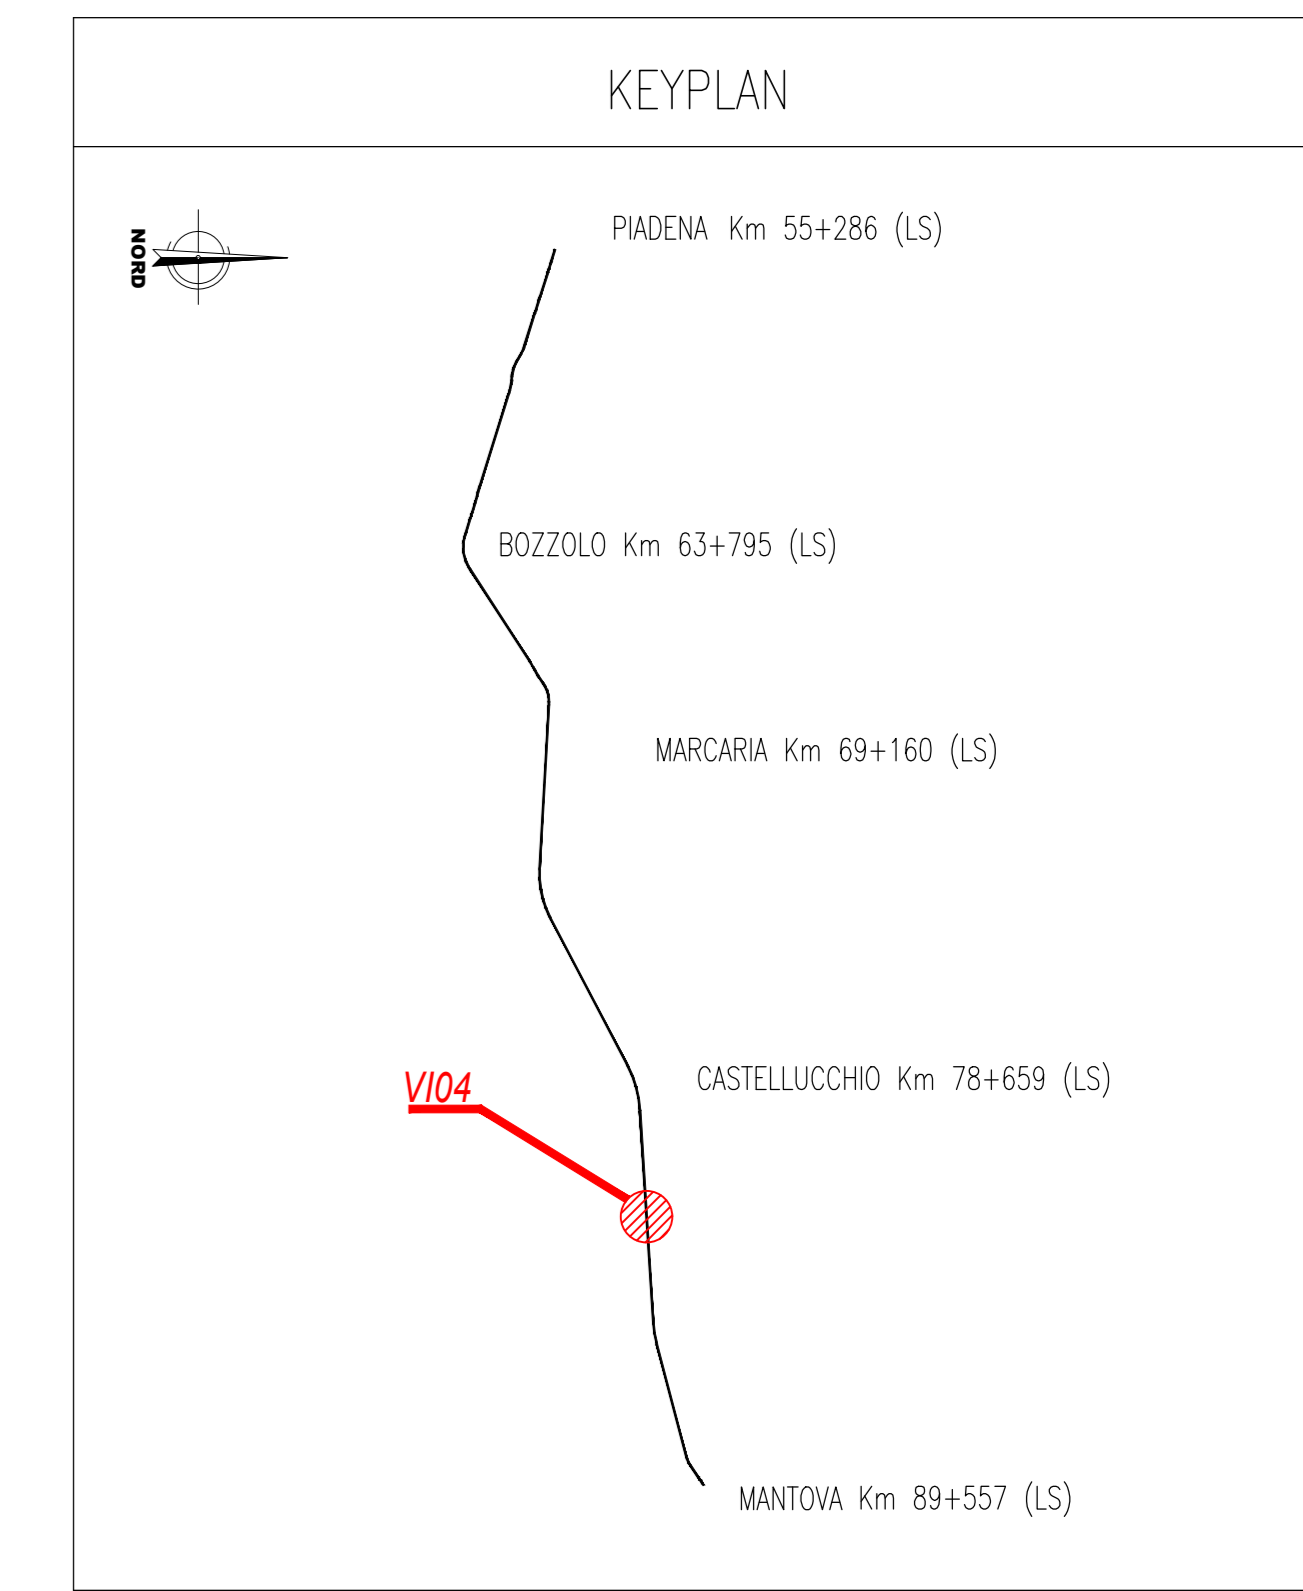 KEYPLAN
NORD
PIADENA Km 55+286 (LS)
BOZZOLO Km 63+795 (LS)
MARCARIA Km 69+160 (LS)
CASTELLUCCHIO Km 78+659 (LS)
VI04
MANTOVA Km 89+557 (LS)